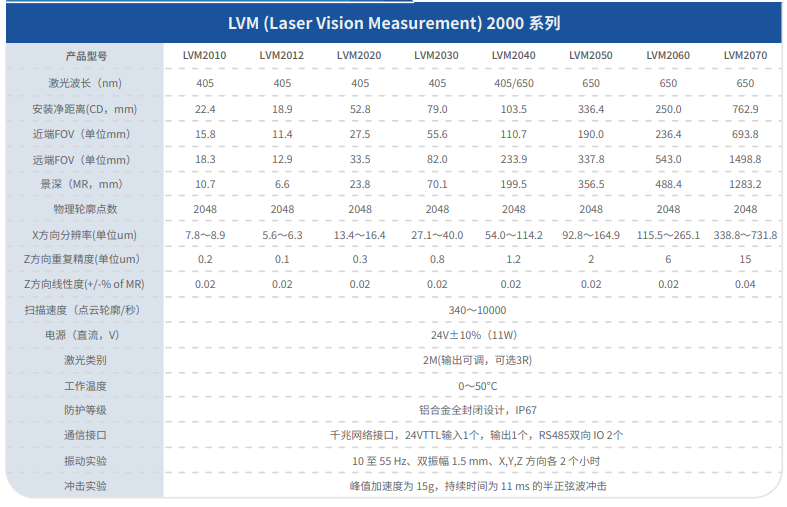 LVM (Laser Vision Measurement) 2000 系列
产品型号 LVM2010 LVM2012 LVM2020 LVM2030 LVM2040 LVM2050 LVM2060 LVM2070
激光波长（nm) 405 405 405 405 405/650 650 650 650
安装净距离(CD，mm) 22.4 18.9 52.8 79.0 103.5 336.4 250.0 762.9
近端FOV（单位mm） 15.8 11.4 27.5 55.6 110.7 190.0 236.4 693.8
远端FOV（单位mm） 18.3 12.9 33.5 82.0 233.9 337.8 543.0 1498.8
景深（MR，mm） 10.7 6.6 23.8 70.1 199.5 356.5 488.4 1283.2
物理轮廓点数 2048 2048 2048 2048 2048 2048 2048 2048
X方向分辨率(单位um) 7.8～8.9 5.6～6.3 13.4～16.4 27.1～40.0 54.0～114.2 92.8～164.9 115.5～265.1 338.8～731.8
Z方向重复精度(单位um） 0.2 0.1 0.3 0.8 1.2 2 6 15
Z方向线性度(+/-% of MR) 0.02 0.02 0.02 0.02 0.02 0.02 0.02 0.04
扫描速度（点云轮廓/秒） 340～10000
电源（直流，V） 24V±10%（11W）
激光类别 2M(输出可调，可选3R)
工作温度 0～50°C
防护等级 铝合金全封闭设计，IP67
通信接口 千兆网络接口，24VTTL输入1个，输出1个，RS485双向 IO 2个
振动实验 10 至 55 Hz、双振幅 1.5 mm、X,Y,Z 方向各 2 个小时
冲击实验 峰值加速度为 15g，持续时间为 11 ms 的半正弦波冲击